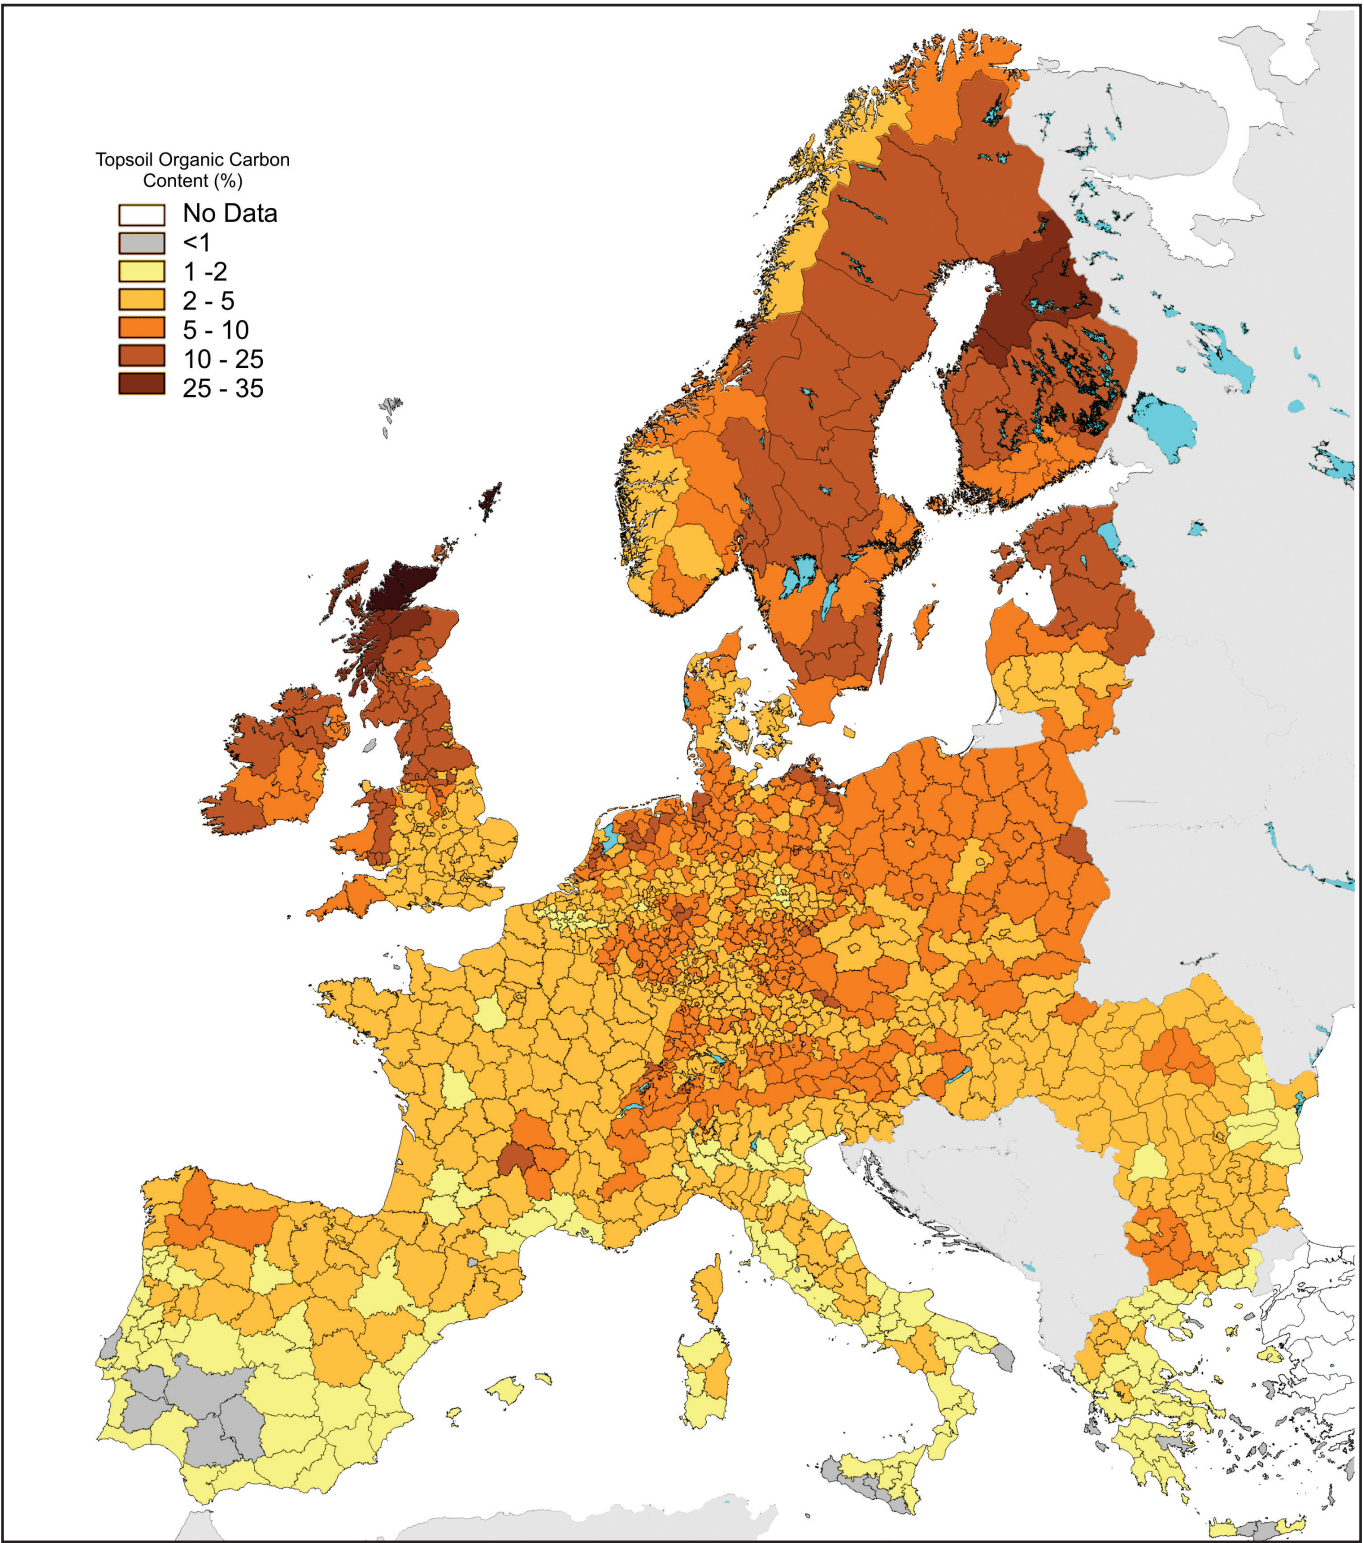 Topsoil Organic Carbon
Content (%)
No Data
<1
1 -2
2 - 5
5 - 10
10 - 25
25 - 35